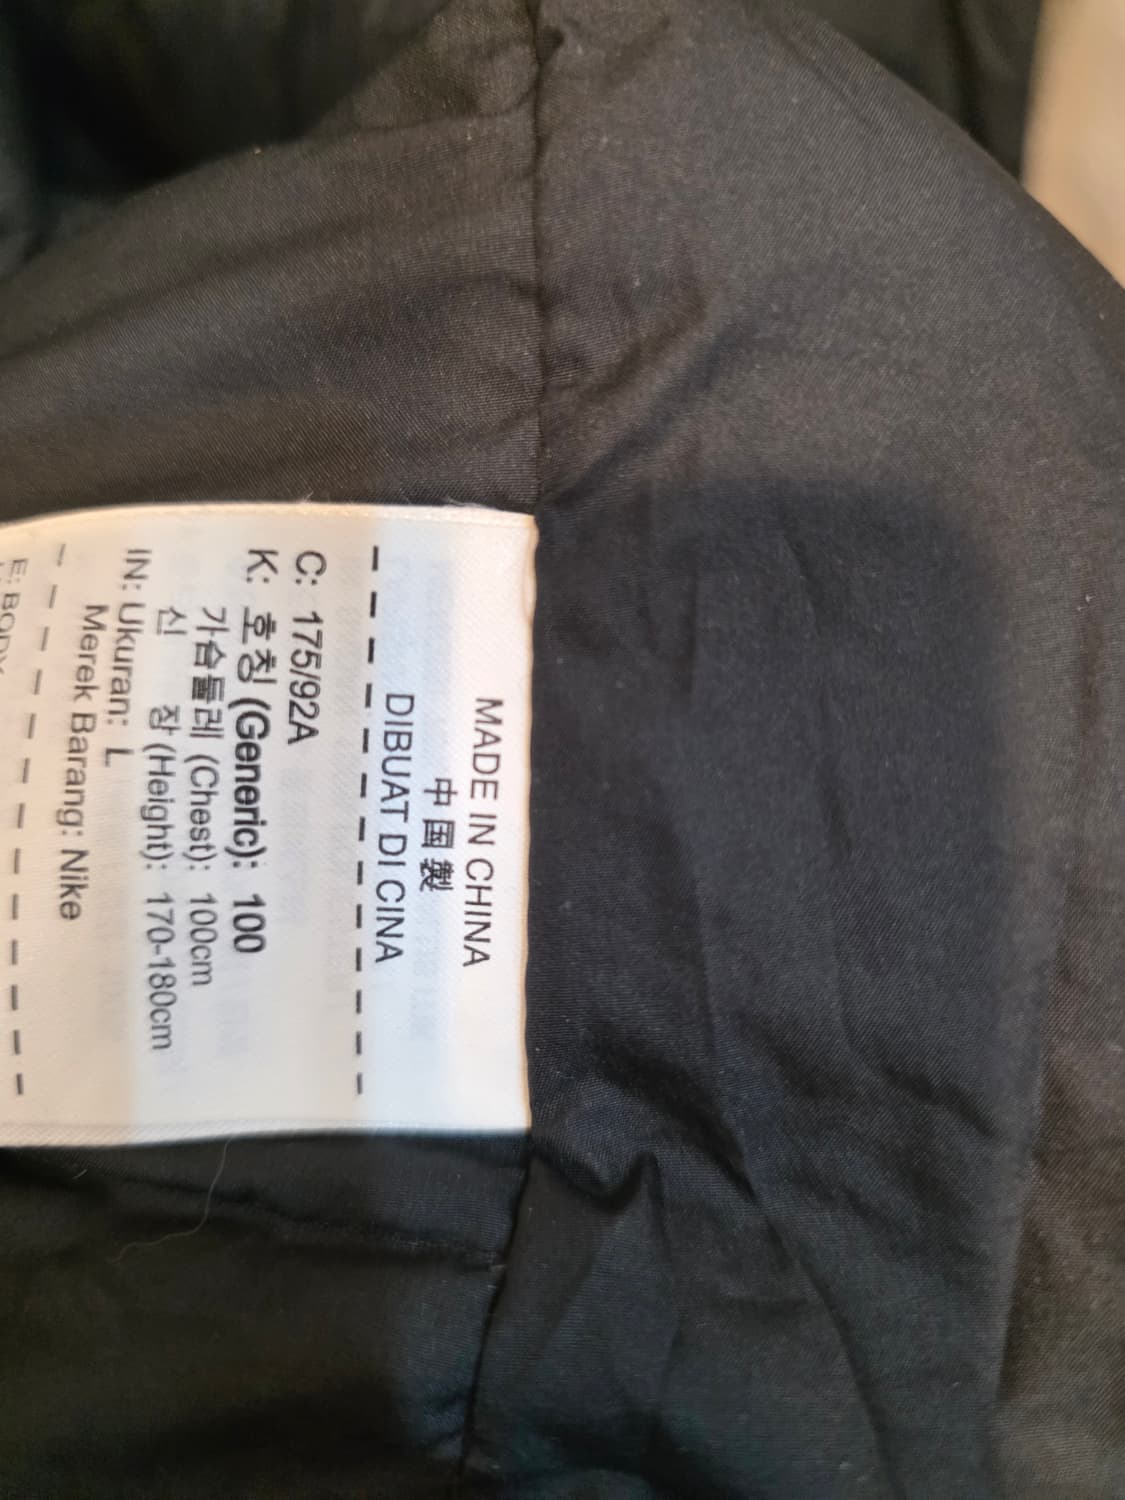 MADE IN CHINA
中国製
DIBUAT DI CINA
C: 175/92A
K: 호칭 (Generic): 100
가슴둘레 (Chest): 100cm
신 장 (Height): 170-180cm
IN: Ukuran: L
Merek Barang: Nike
E: BODY